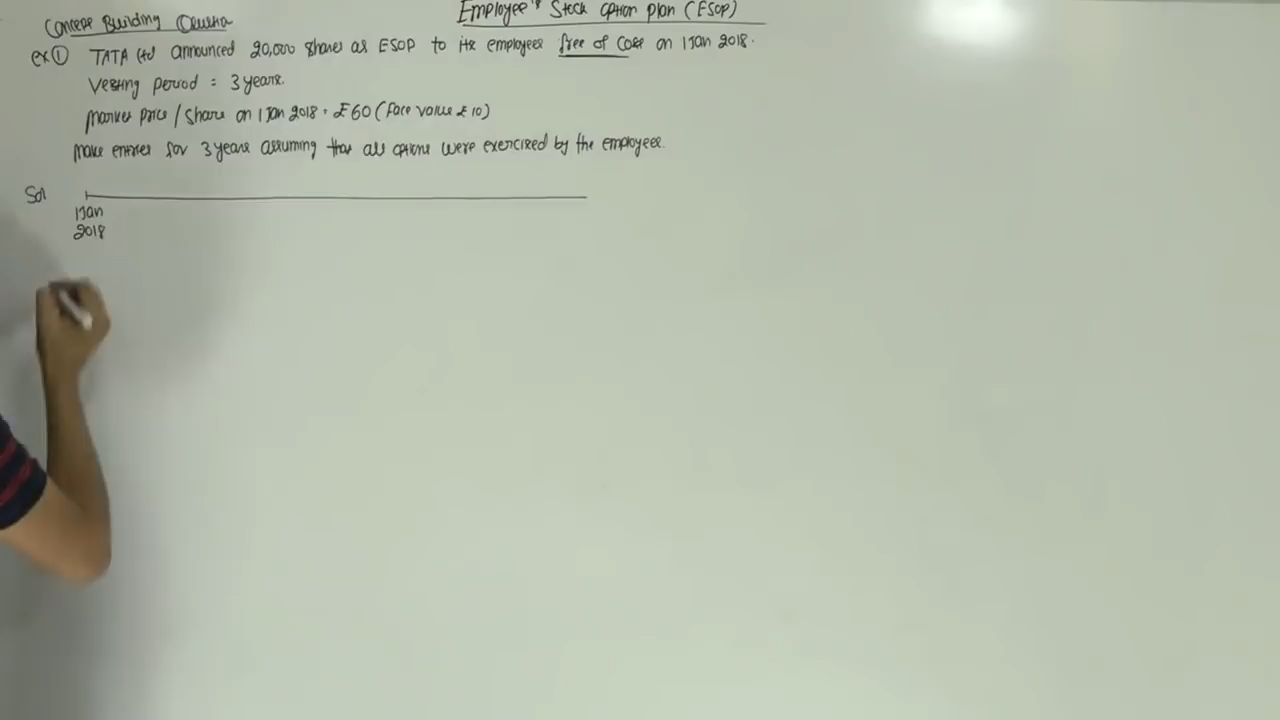 Employee's Stock option plan (ESOP)
Concept Building Question
ex① TATA Ltd announced 20,000 shares as ESOP to its employees free of cost on 1 Jan 2018.
Vesting period = 3 years.
Market price / share on 1 Jan 2018 = ₹60 (Face value ₹10)
Make entries for 3 years assuming that all options were exercised by the employees.
Sol
1 Jan
2018